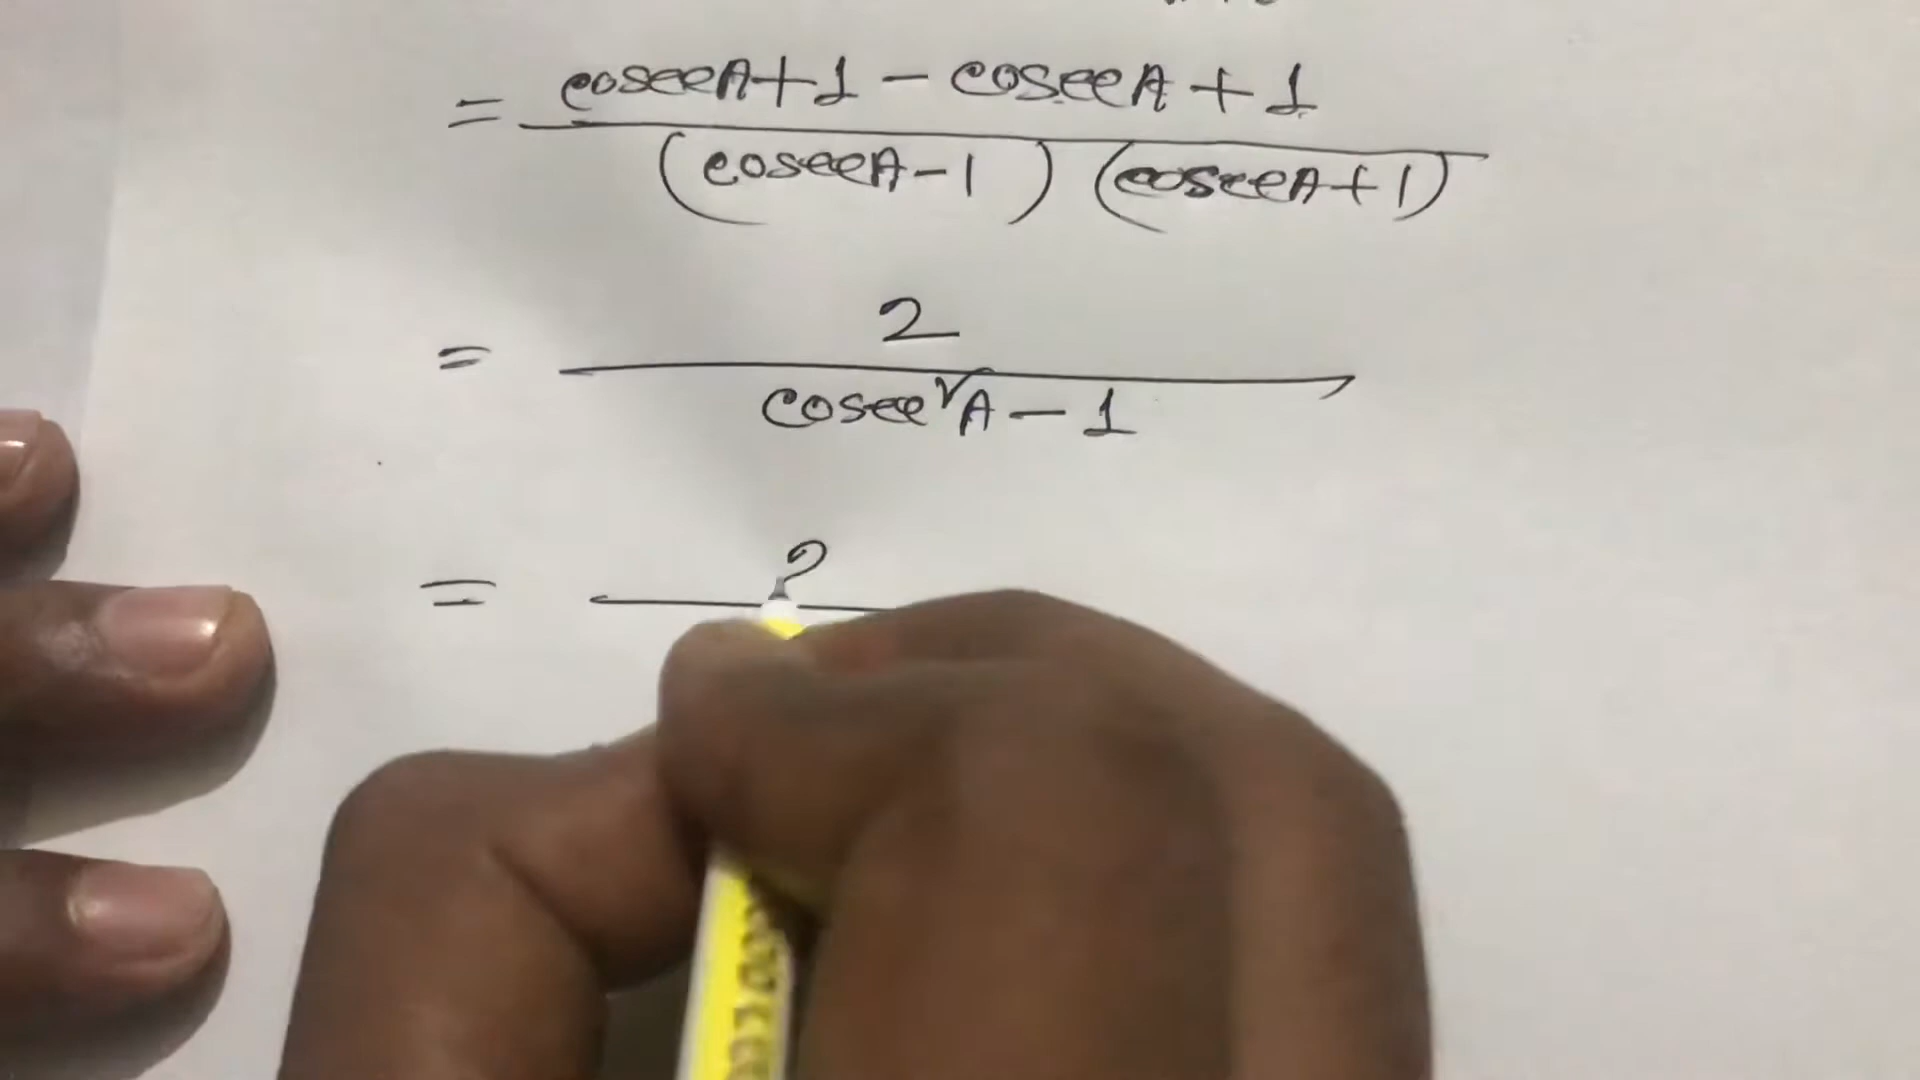 = cosecA+1 - cosecA+1
(cosecA-1) (cosecA+1)
= 2
cosec²A - 1
= 2